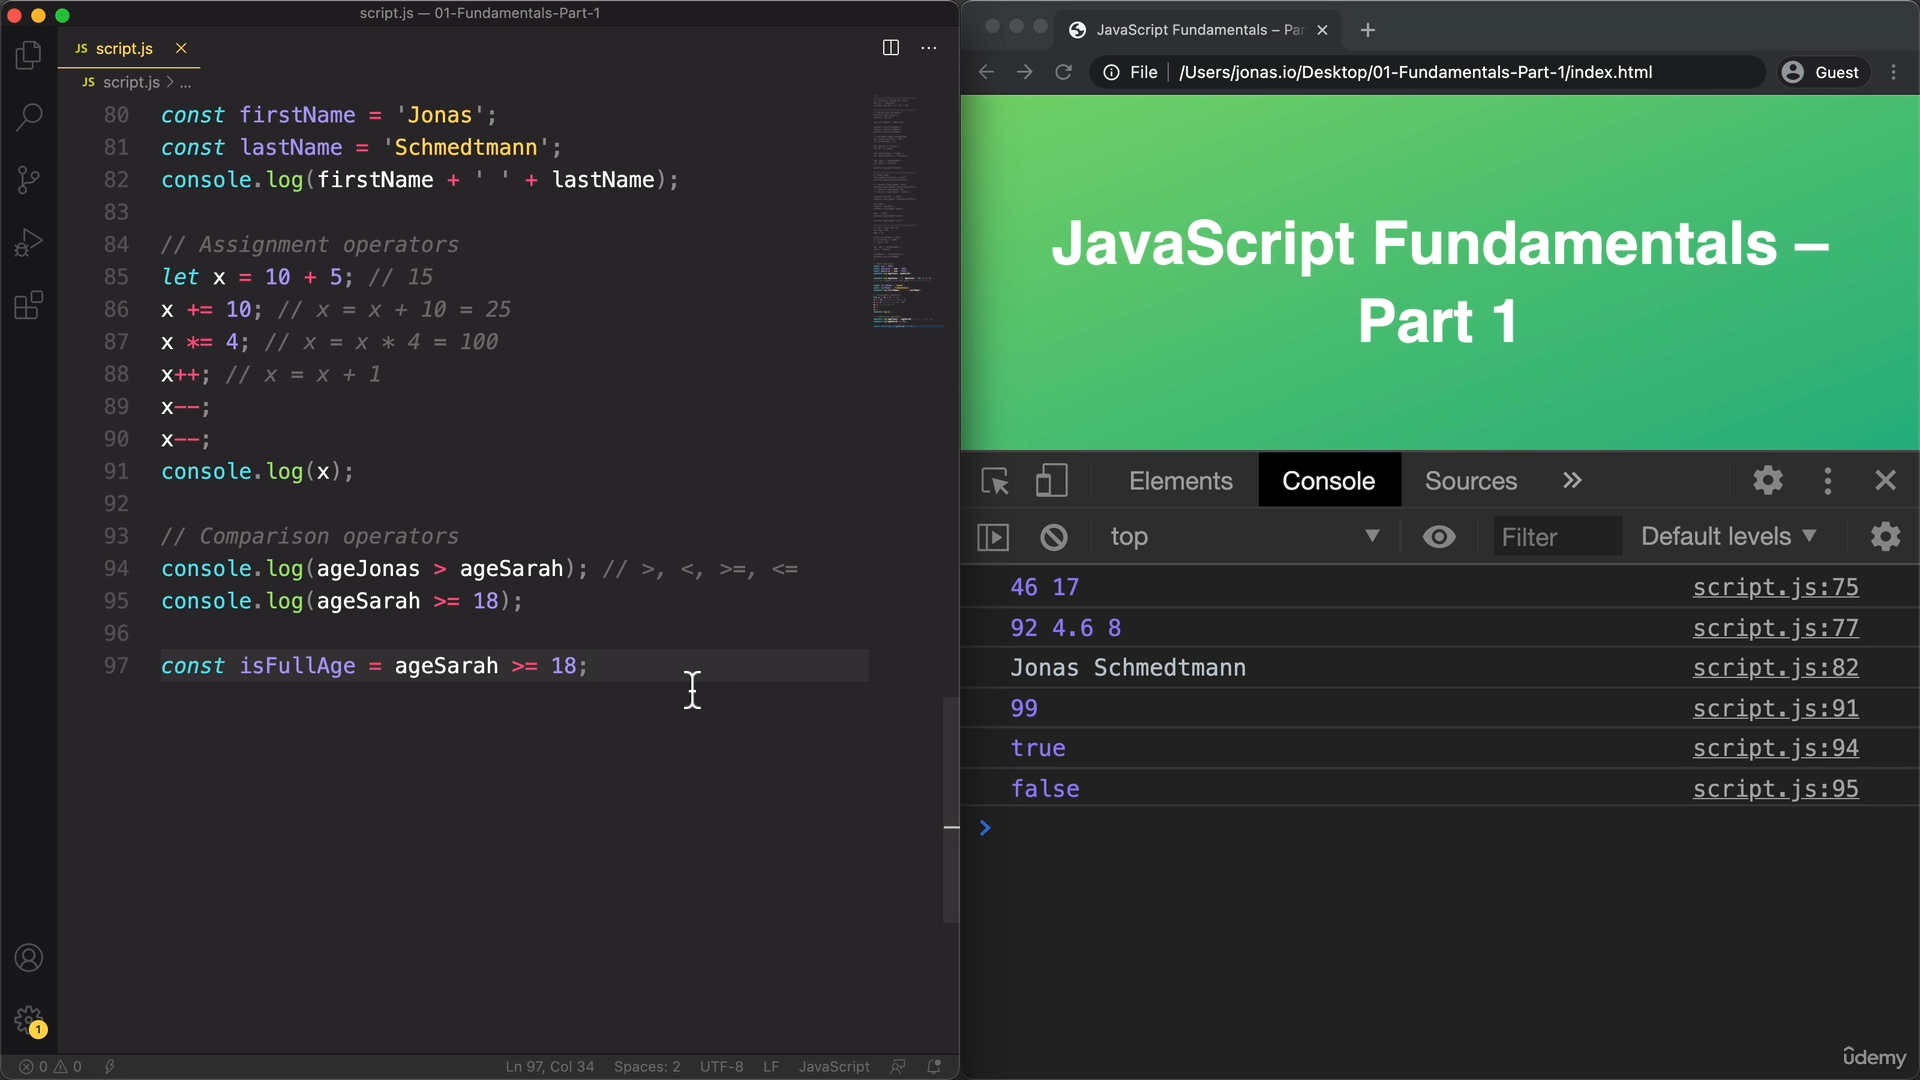 script.js — 01-Fundamentals-Part-1
JS script.js ×
JS script.js > ...
80 const firstName = 'Jonas';
81 const lastName = 'Schmedtmann';
82 console.log(firstName + ' ' + lastName);
83
84 // Assignment operators
85 let x = 10 + 5; // 15
86 x += 10; // x = x + 10 = 25
87 x *= 4; // x = x * 4 = 100
88 x++; // x = x + 1
89 x--;
90 x--;
91 console.log(x);
92
93 // Comparison operators
94 console.log(ageJonas > ageSarah); // >, <, >=, <=
95 console.log(ageSarah >= 18);
96
97 const isFullAge = ageSarah >= 18;
1
0 0 Ln 97, Col 34 Spaces: 2 UTF-8 LF JavaScript
JavaScript Fundamentals – Par
File /Users/jonas.io/Desktop/01-Fundamentals-Part-1/index.html Guest
JavaScript Fundamentals –
Part 1
Elements Console Sources »
top Filter Default levels
46 17 script.js:75
92 4.6 8 script.js:77
Jonas Schmedtmann script.js:82
99 script.js:91
true script.js:94
false script.js:95
>
ûdemy